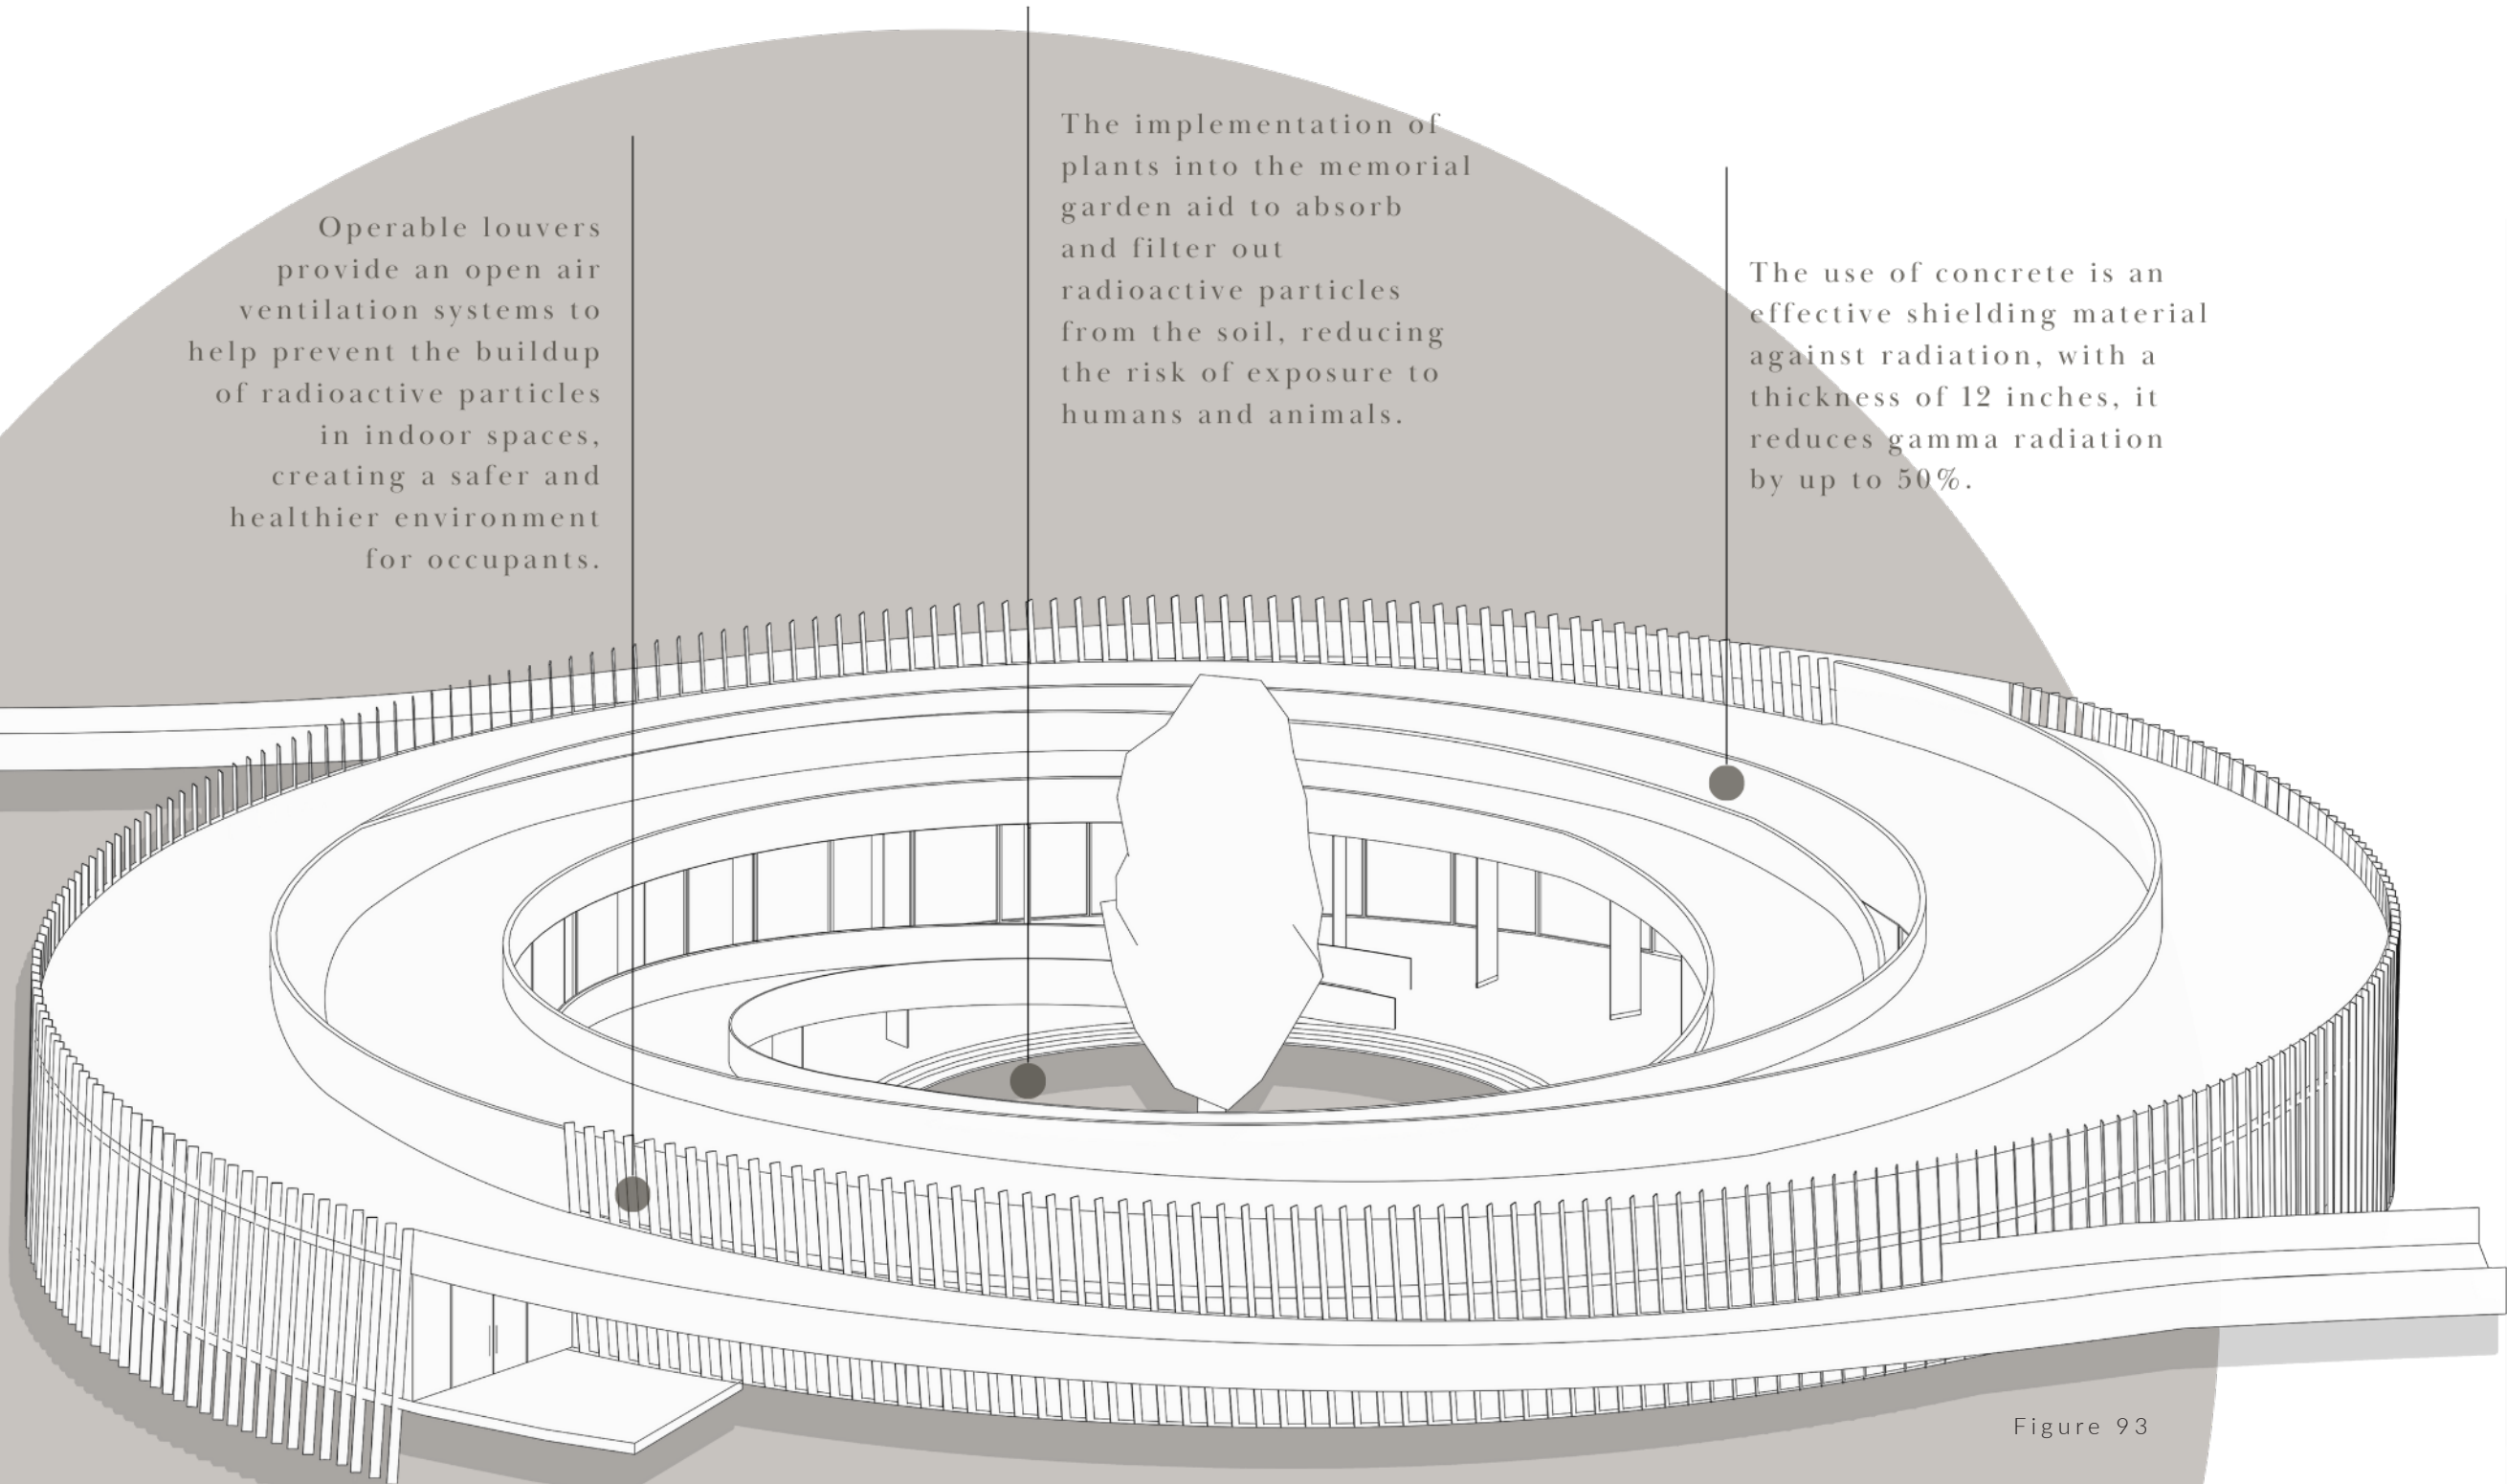 Operable louvers
provide an open air
ventilation systems to
help prevent the buildup
of radioactive particles
in indoor spaces,
creating a safer and
healthier environment
for occupants.
The implementation of
plants into the memorial
garden aid to absorb
and filter out
radioactive particles
from the soil, reducing
the risk of exposure to
humans and animals.
The use of concrete is an
effective shielding material
against radiation, with a
thickness of 12 inches, it
reduces gamma radiation
by up to 50%.
Figure 93